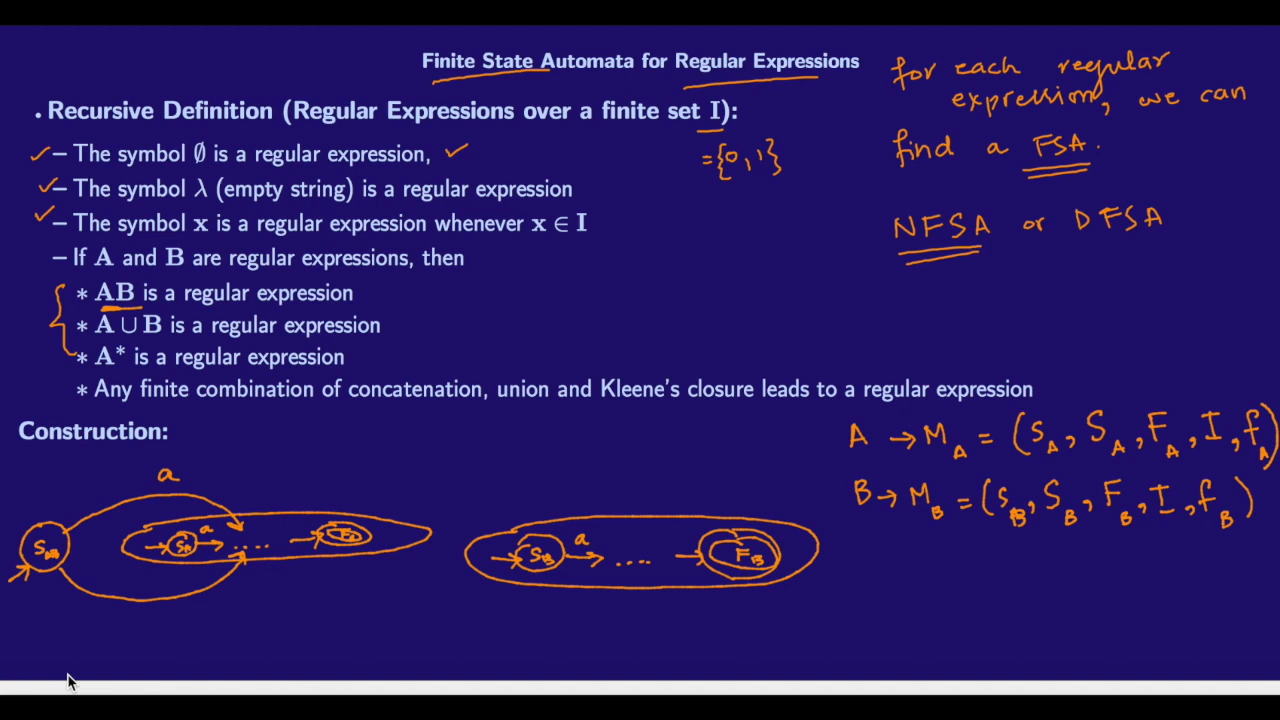 Finite State Automata for Regular Expressions
. Recursive Definition (Regular Expressions over a finite set I):
– The symbol ∅ is a regular expression,
– The symbol λ (empty string) is a regular expression
– The symbol x is a regular expression whenever x ∈ I
– If A and B are regular expressions, then
∗ AB is a regular expression
∗ A ∪ B is a regular expression
∗ A* is a regular expression
∗ Any finite combination of concatenation, union and Kleene's closure leads to a regular expression
Construction:
for each regular
expression, we can
find a FSA.
= {0, 1}
NFSA or DFSA
A → M_A = (s_A, S_A, F_A, I, f_A)
B → M_B = (s_B, S_B, F_B, I, f_B)
a
S_AB S_A a .... F_A
S_B a .... F_B